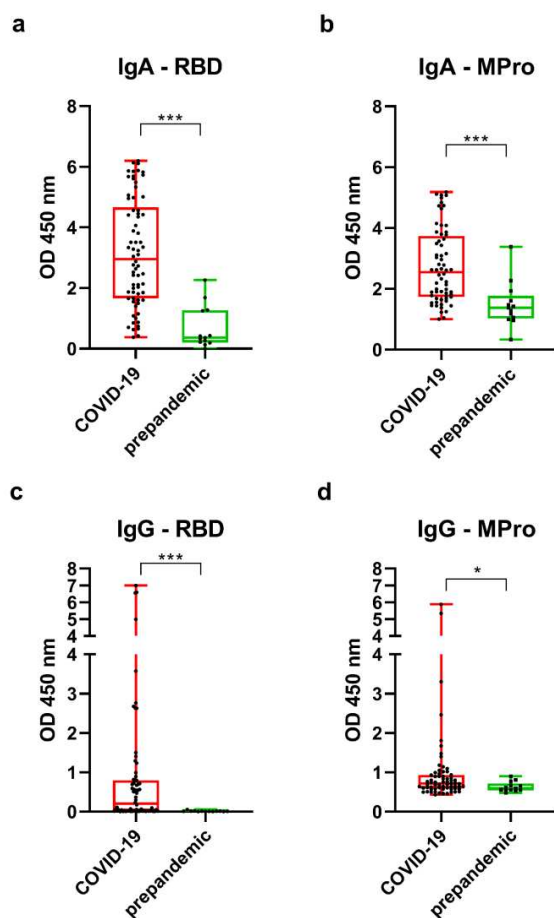 a
IgA - RBD
***
8
6
4
2
0
OD 450 nm
COVID-19
prepandemic
b
IgA - MPro
***
8
6
4
2
0
OD 450 nm
COVID-19
prepandemic
c
IgG - RBD
***
8
7
6
5
4
4
3
2
1
0
OD 450 nm
COVID-19
prepandemic
d
IgG - MPro
*
8
7
6
5
4
4
3
2
1
0
OD 450 nm
COVID-19
prepandemic